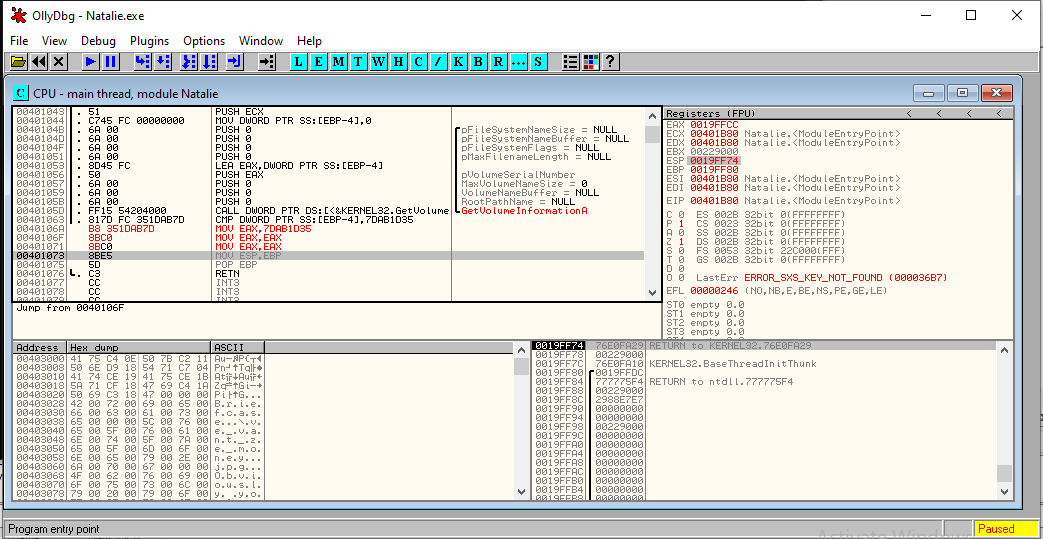 OllyDbg - Natalie.exe
File View Debug Plugins Options Window Help
L E M T W H C / K B R ... S ?
C CPU - main thread, module Natalie
00401043 . 51 PUSH ECX
00401044 . C745 FC 00000000 MOV DWORD PTR SS:[EBP-4],0
0040104B . 6A 00 PUSH 0 pFileSystemNameSize = NULL
0040104D . 6A 00 PUSH 0 pFileSystemNameBuffer = NULL
0040104F . 6A 00 PUSH 0 pFileSystemFlags = NULL
00401051 . 6A 00 PUSH 0 pMaxFilenameLength = NULL
00401053 . 8D45 FC LEA EAX,DWORD PTR SS:[EBP-4]
00401056 . 50 PUSH EAX pVolumeSerialNumber
00401057 . 6A 00 PUSH 0 MaxVolumeNameSize = 0
00401059 . 6A 00 PUSH 0 VolumeNameBuffer = NULL
0040105B . 6A 00 PUSH 0 RootPathName = NULL
0040105D . FF15 54204000 CALL DWORD PTR DS:[<&KERNEL32.GetVolume GetVolumeInformationA
00401063 . 817D FC 351DAB7D CMP DWORD PTR SS:[EBP-4],7DAB1D35
0040106A B8 351DAB7D MOV EAX,7DAB1D35
0040106F 8BC0 MOV EAX,EAX
00401071 8BC0 MOV EAX,EAX
00401073 8BE5 MOV ESP,EBP
00401075 5D POP EBP
00401076 . C3 RETN
00401077 CC INT3
00401078 CC INT3
Jump from 0040106F
Registers (FPU) < < < <
EAX 0019FFCC
ECX 00401B80 Natalie.<ModuleEntryPoint>
EDX 00401B80 Natalie.<ModuleEntryPoint>
EBX 00229000
ESP 0019FF74
EBP 0019FF80
ESI 00401B80 Natalie.<ModuleEntryPoint>
EDI 00401B80 Natalie.<ModuleEntryPoint>
EIP 00401B80 Natalie.<ModuleEntryPoint>
C 0 ES 002B 32bit 0(FFFFFFFF)
P 1 CS 0023 32bit 0(FFFFFFFF)
A 0 SS 002B 32bit 0(FFFFFFFF)
Z 1 DS 002B 32bit 0(FFFFFFFF)
S 0 FS 0053 32bit 22C000(FFF)
T 0 GS 002B 32bit 0(FFFFFFFF)
D 0
O 0 LastErr ERROR_SXS_KEY_NOT_FOUND (000036B7)
EFL 00000246 (NO,NB,E,BE,NS,PE,GE,LE)
ST0 empty 0.0
ST1 empty 0.0
ST2 empty 0.0
ST3 empty 0.0
Address Hex dump ASCII
00403000 41 75 C4 0E 50 7B C2 11
00403008 50 6E D9 18 54 71 C7 04
00403010 41 74 CE 19 41 75 CE 1B
00403018 5A 71 CF 18 47 69 C4 1A
00403020 50 69 C3 18 47 00 00 00
00403028 42 00 72 00 69 00 65 00 B.r.i.e.
00403030 66 00 63 00 61 00 73 00 f.c.a.s.
00403038 65 00 00 00 5C 00 76 00 e...\.v.
00403040 65 00 5F 00 76 00 61 00 e._.v.a.
00403048 6E 00 74 00 5F 00 7A 00 n.t._.z.
00403050 65 00 5F 00 6D 00 6F 00 e._.m.o.
00403058 6E 00 65 00 79 00 2E 00 n.e.y...
00403060 6A 00 70 00 67 00 00 00 j.p.g...
00403068 4F 00 62 00 76 00 69 00 O.b.v.i.
00403070 6F 00 75 00 73 00 6C 00 o.u.s.l.
00403078 79 00 20 00 79 00 6F 00 y. .y.o.
0019FF74 76E0FA29 RETURN to KERNEL32.76E0FA29
0019FF78 00229000
0019FF7C 76E0FA10 KERNEL32.BaseThreadInitThunk
0019FF80 0019FFDC
0019FF84 777775F4 RETURN to ntdll.777775F4
0019FF88 00229000
0019FF8C 2988E7E7
0019FF90 00000000
0019FF94 00000000
0019FF98 00229000
0019FF9C 00000000
0019FFA0 00000000
0019FFA4 00000000
0019FFA8 00000000
0019FFAC 00000000
0019FFB0 00000000
0019FFB4 00000000
0019FFB8 00000000
Program entry point
Paused